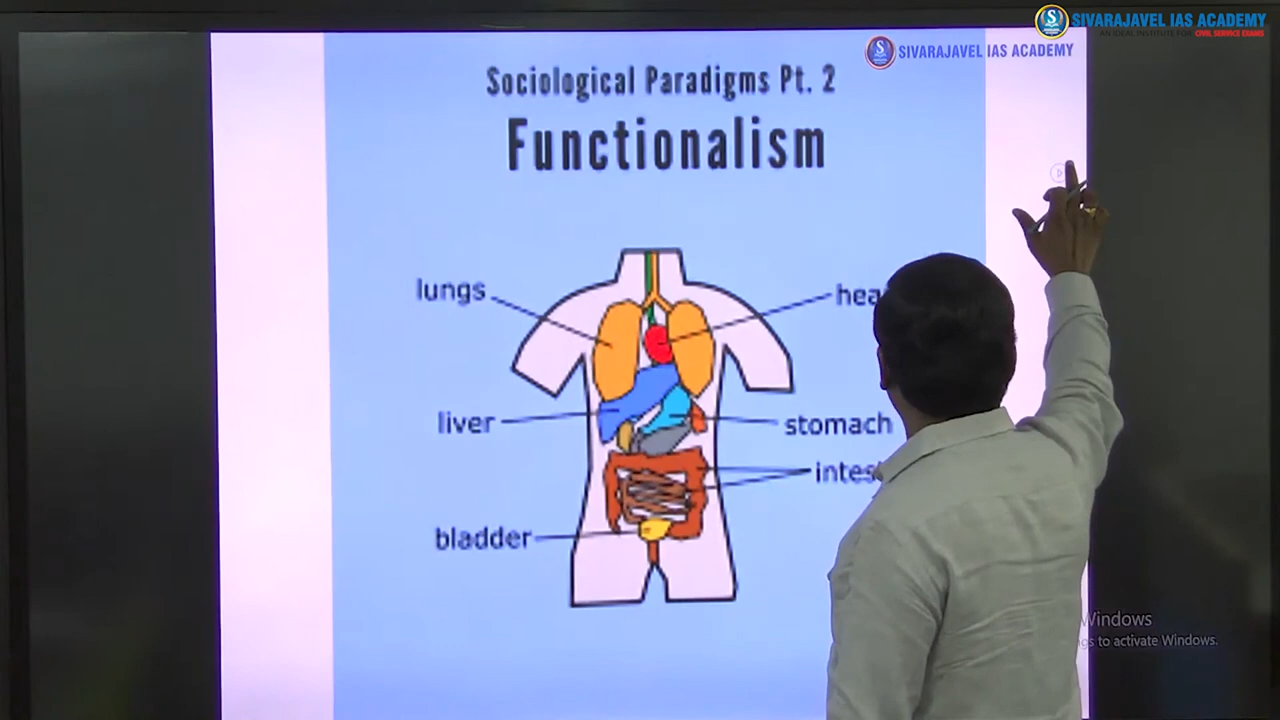 SIVARAJAVEL IAS ACADEMY
AN IDEAL INSTITUTE FOR CIVIL SERVICE EXAMS
SIVARAJAVEL IAS ACADEMY
Sociological Paradigms Pt. 2
Functionalism
lungs
liver
stomach
bladder
Windows
to activate Windows.